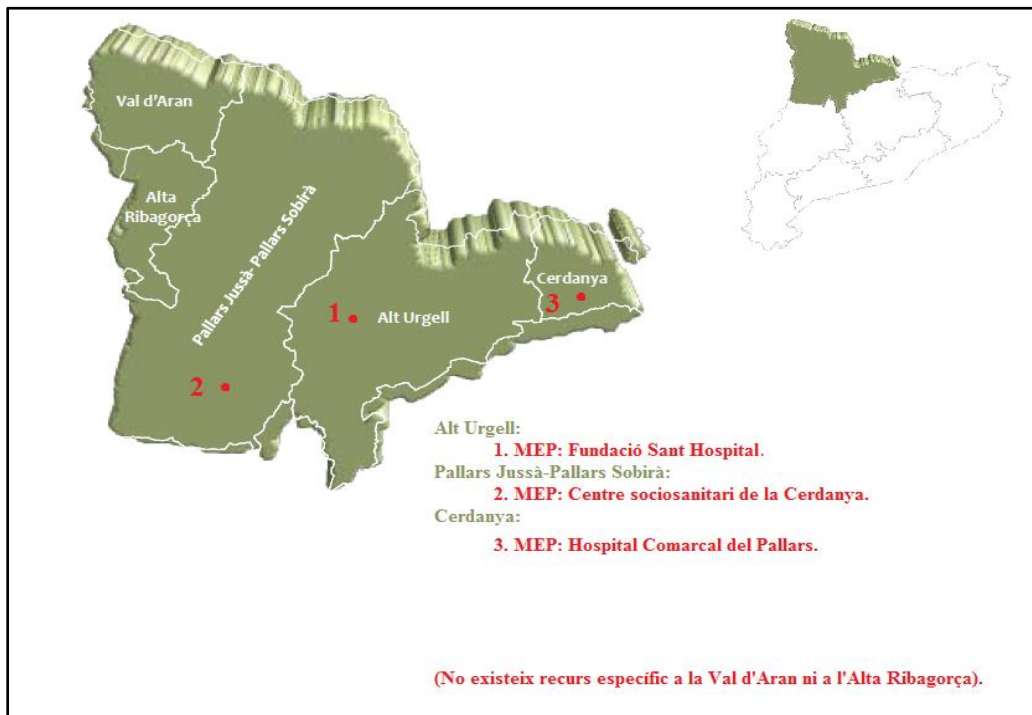 Val d'Aran
Alta
Ribagorça
Pallars Jussà- Pallars Sobirà
Cerdanya
3
1
Alt Urgell
2
Alt Urgell:
1. MEP: Fundació Sant Hospital.
Pallars Jussà-Pallars Sobirà:
2. MEP: Centre sociosanitari de la Cerdanya.
Cerdanya:
3. MEP: Hospital Comarcal del Pallars.
(No existeix recurs específic a la Val d'Aran ni a l'Alta Ribagorça).